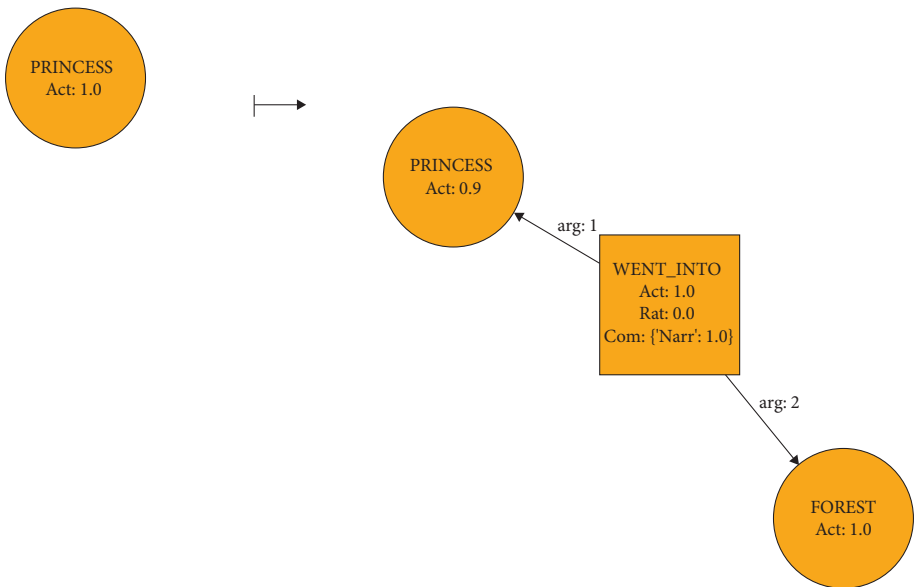 PRINCESS
Act: 1.0
PRINCESS
Act: 0.9
arg: 1
WENT_INTO
Act: 1.0
Rat: 0.0
Com: {'Narr': 1.0}
arg: 2
FOREST
Act: 1.0